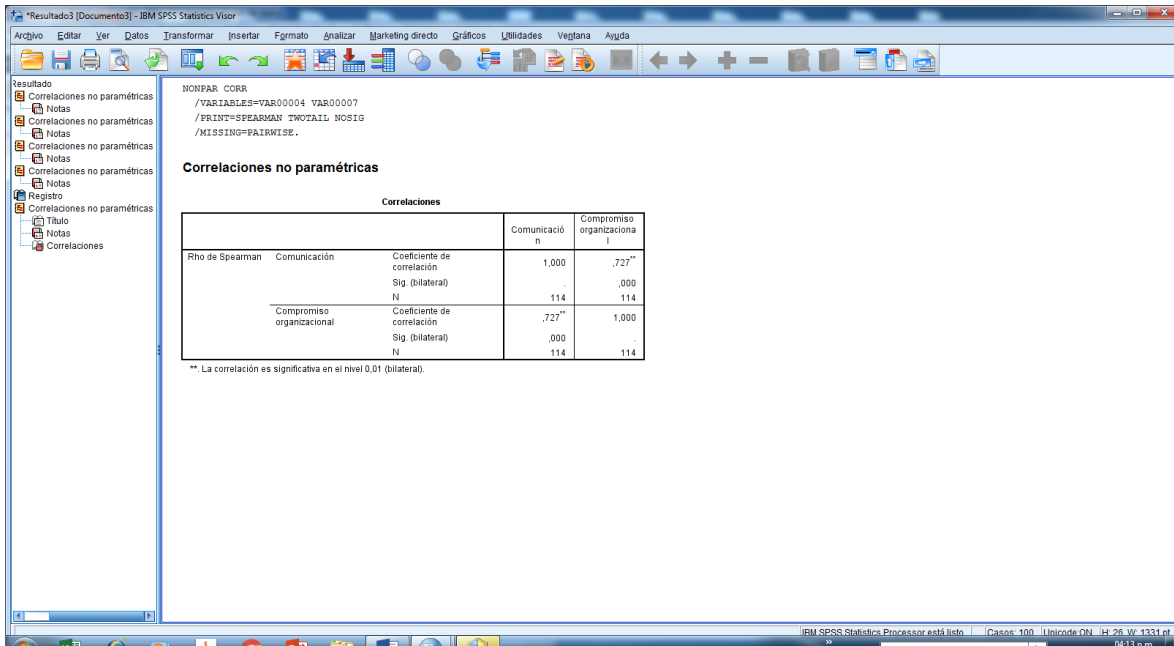 *Resultado3 [Documento3] - IBM SPSS Statistics Visor
Archivo Editar Ver Datos Transformar Insertar Formato Analizar Marketing directo Gráficos Utilidades Ventana Ayuda
Resultado
Correlaciones no paramétricas
Notas
Correlaciones no paramétricas
Notas
Correlaciones no paramétricas
Notas
Correlaciones no paramétricas
Notas
Registro
Correlaciones no paramétricas
Título
Notas
Correlaciones
NONPAR CORR
/VARIABLES=VAR00004 VAR00007
/PRINT=SPEARMAN TWOTAIL NOSIG
/MISSING=PAIRWISE.
Correlaciones no paramétricas
Correlaciones
Comunicació
n
Compromiso
organizaciona
l
Rho de Spearman Comunicación Coeficiente de
correlación 1,000 ,727**
Sig. (bilateral) . ,000
N 114 114
Compromiso
organizacional Coeficiente de
correlación ,727** 1,000
Sig. (bilateral) ,000 .
N 114 114
**. La correlación es significativa en el nivel 0,01 (bilateral).
IBM SPSS Statistics Processor está listo Casos: 100 Unicode:ON H: 26, W: 1331 pt
04:13 p.m.